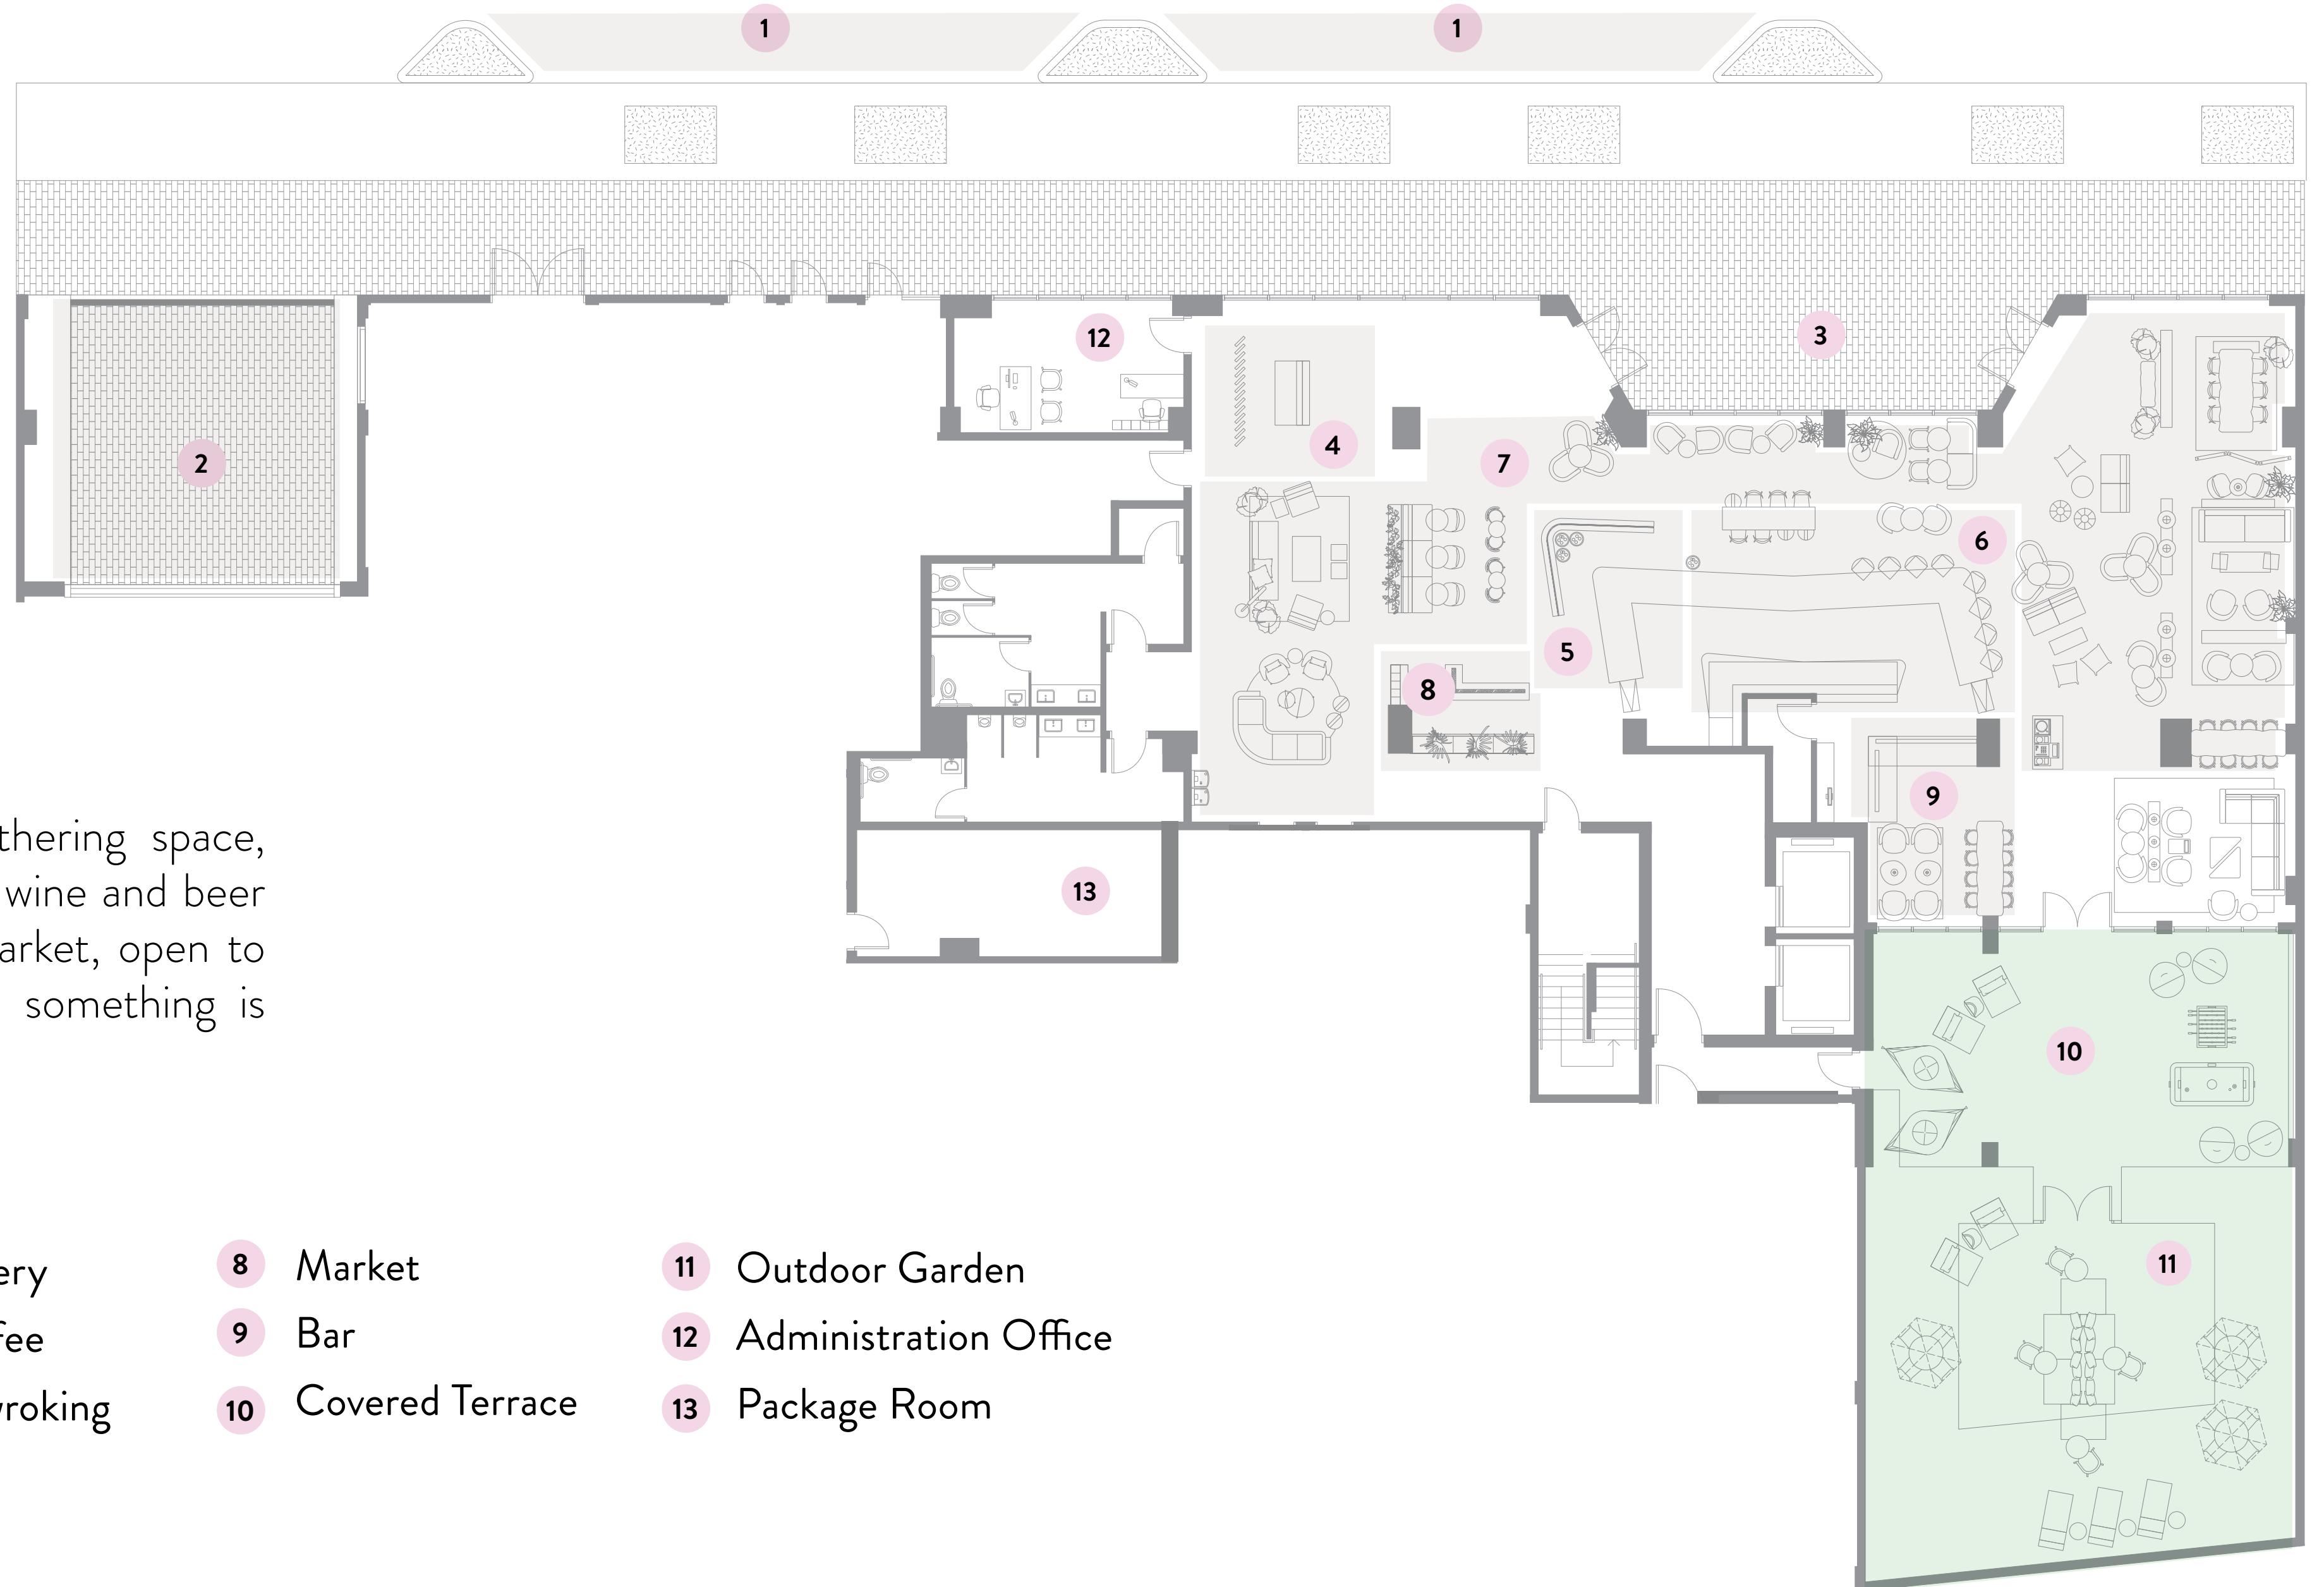 1
1
2
3
12
4
7
6
5
8
9
13
10
11
thering space,
wine and beer
arket, open to
something is
ery
fee
wroking
8 Market
9 Bar
10 Covered Terrace
11 Outdoor Garden
12 Administration Office
13 Package Room